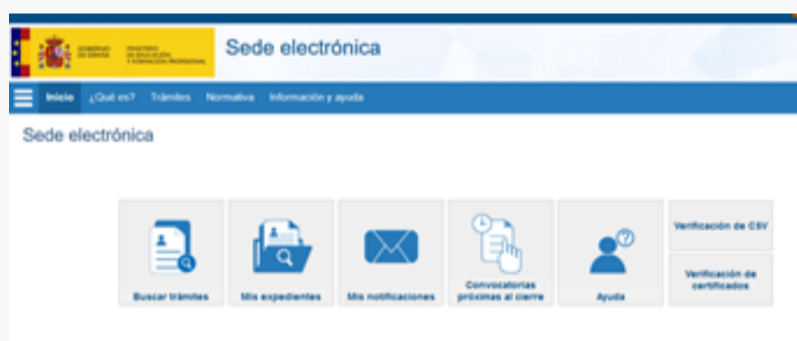 GOBIERNO
DE ESPAÑA
MINISTERIO
DE EDUCACIÓN
Y FORMACIÓN PROFESIONAL
Sede electrónica
Inicio ¿Qué es? Trámites Normativa Información y ayuda
Sede electrónica
Buscar trámites
Mis expedientes
Mis notificaciones
Convocatorias
próximas al cierre
Ayuda
Verificación de CSV
Verificación de
certificados